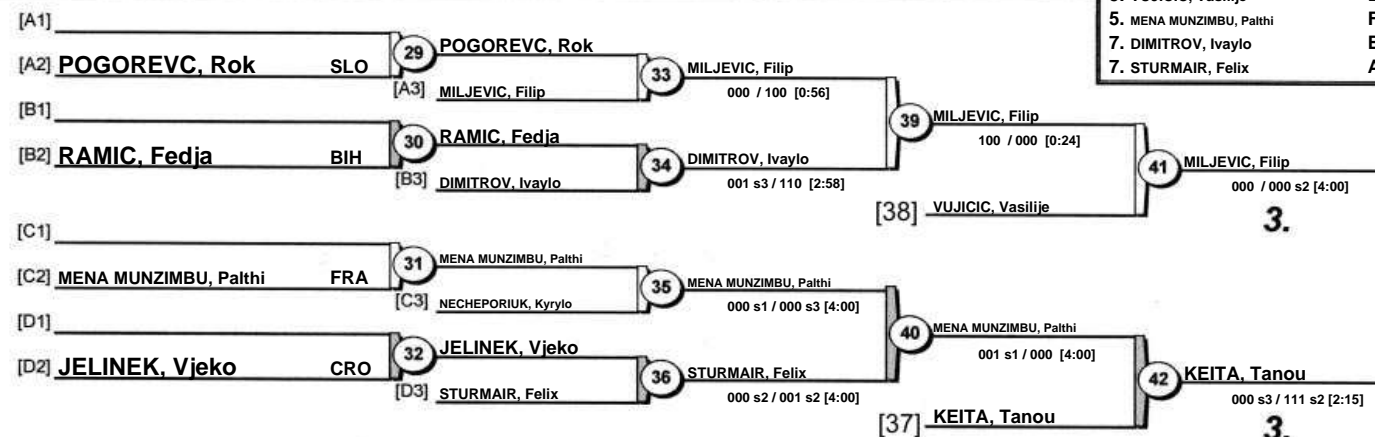 5. MENA MUNZIMBU, Palthi
7. DIMITROV, Ivaylo
7. STURMAIR, Felix
[A1]
[A2] POGOREVC, Rok SLO
29 POGOREVC, Rok
[A3] MILJEVIC, Filip
33 MILJEVIC, Filip
000 / 100 [0:56]
[B1]
[B2] RAMIC, Fedja BIH
30 RAMIC, Fedja
[B3] DIMITROV, Ivaylo
34 DIMITROV, Ivaylo
001 s3 / 110 [2:58]
39 MILJEVIC, Filip
100 / 000 [0:24]
[38] VUJICIC, Vasilije
41 MILJEVIC, Filip
000 / 000 s2 [4:00]
3.
[C1]
[C2] MENA MUNZIMBU, Palthi FRA
31 MENA MUNZIMBU, Palthi
[C3] NECHEPORIUK, Kyrylo
35 MENA MUNZIMBU, Palthi
000 s1 / 000 s3 [4:00]
[D1]
[D2] JELINEK, Vjeko CRO
32 JELINEK, Vjeko
[D3] STURMAIR, Felix
36 STURMAIR, Felix
000 s2 / 001 s2 [4:00]
40 MENA MUNZIMBU, Palthi
001 s1 / 000 [4:00]
[37] KEITA, Tanou
42 KEITA, Tanou
000 s3 / 111 s2 [2:15]
3.